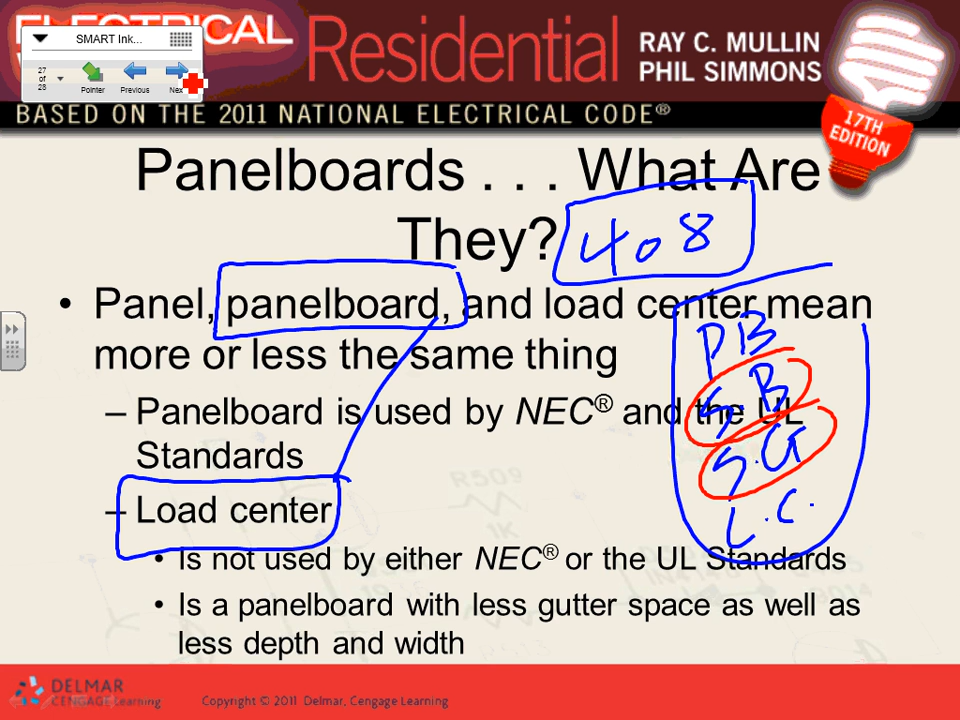 ELECTRICAL
Residential
RAY C. MULLIN
PHIL SIMMONS
SMART Ink...
27
of
28
Pointer
Previous
BASED ON THE 2011 NATIONAL ELECTRICAL CODE®
17TH
EDITION
Panelboards . . . What Are
They?
408
• Panel, panelboard, and load center mean
more or less the same thing
– Panelboard is used by NEC® and the UL
Standards
– Load center
• Is not used by either NEC® or the UL Standards
• Is a panelboard with less gutter space as well as
less depth and width
PB
S.B
S.G
L.C.
R509
1K
DELMAR
CENGAGE Learning
Copyright © 2011 Delmar, Cengage Learning